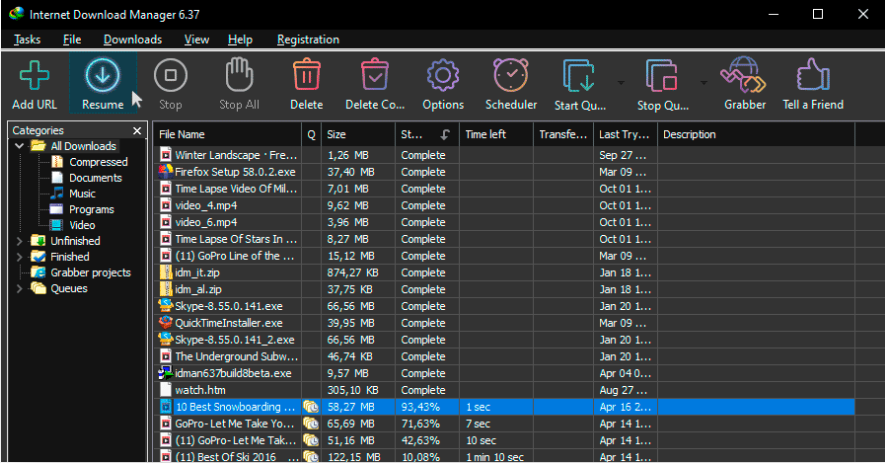 Internet Download Manager 6.37
Tasks File Downloads View Help Registration
Add URL Resume Stop Stop All Delete Delete Co... Options Scheduler Start Qu... Stop Qu... Grabber Tell a Friend
Categories
All Downloads
Compressed
Documents
Music
Programs
Video
Unfinished
Finished
Grabber projects
Queues
File Name Q Size St... Time left Transfe... Last Try... Description
Winter Landscape · Fre... 1,26 MB Complete Sep 27 ...
Firefox Setup 58.0.2.exe 37,40 MB Complete Mar 09 ...
Time Lapse Video Of Mil... 7,01 MB Complete Oct 01 1...
video_4.mp4 9,62 MB Complete Oct 01 1...
video_6.mp4 3,96 MB Complete Oct 01 1...
Time Lapse Of Stars In ... 8,27 MB Complete Oct 01 1...
(11) GoPro Line of the ... 15,12 MB Complete Mar 09 ...
idm_it.zip 874,27 KB Complete Jan 18 1...
idm_al.zip 37,75 KB Complete Jan 18 1...
Skype-8.55.0.141.exe 66,56 MB Complete Jan 20 1...
QuickTimeInstaller.exe 39,95 MB Complete Mar 09 ...
Skype-8.55.0.141_2.exe 66,56 MB Complete Jan 20 1...
The Underground Subw... 46,74 KB Complete Jan 20 1...
idman637build8beta.exe 9,57 MB Complete Apr 04 0...
watch.htm 305,10 KB Complete Aug 27 ...
10 Best Snowboarding ... 58,27 MB 93,43% 1 sec Apr 16 2...
GoPro- Let Me Take Yo... 65,69 MB 71,63% 7 sec Apr 14 1...
(11) GoPro- Let Me Tak... 51,16 MB 42,63% 10 sec Apr 14 1...
(11) Best Of Ski 2016 ... 122,15 MB 10,08% 1 min 10 sec Apr 14 1...